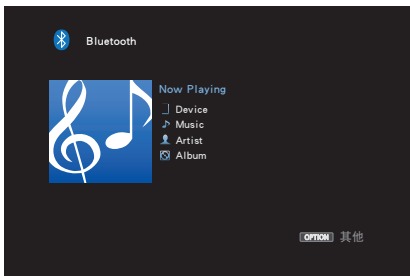 Bluetooth
Now Playing
Device
Music
Artist
Album
OPTION 其他